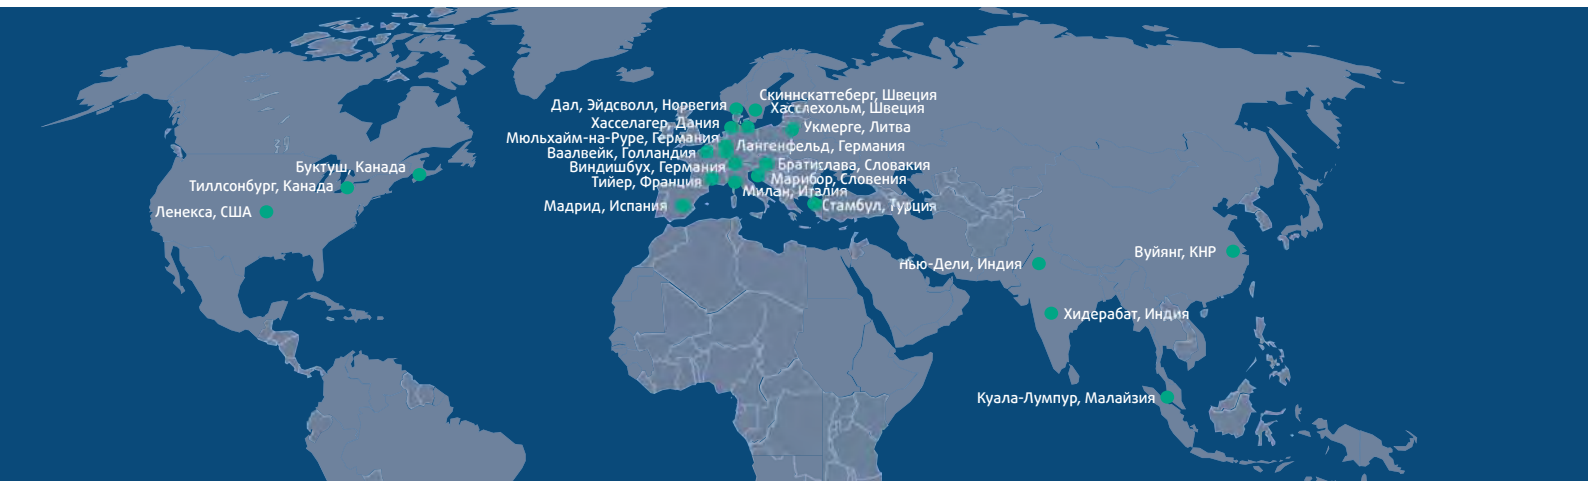 Скиннскаттеберг, Швеция
Дал, Эйдсволл, Норвегия
Хасслехольм, Швеция
Хасселагер, Дания
Укмерге, Литва
Мюльхайм-на-Руре, Германия
Лангенфельд, Германия
Ваалвейк, Голландия
Виндишбух, Германия
Братислава, Словакия
Тийер, Франция
Марибор, Словения
Милан, Италия
Мадрид, Испания
Стамбул, Турция
Буктуш, Канада
Тиллсонбург, Канада
Ленекса, США
Вуйянг, КНР
Нью-Дели, Индия
Хидерабат, Индия
Куала-Лумпур, Малайзия